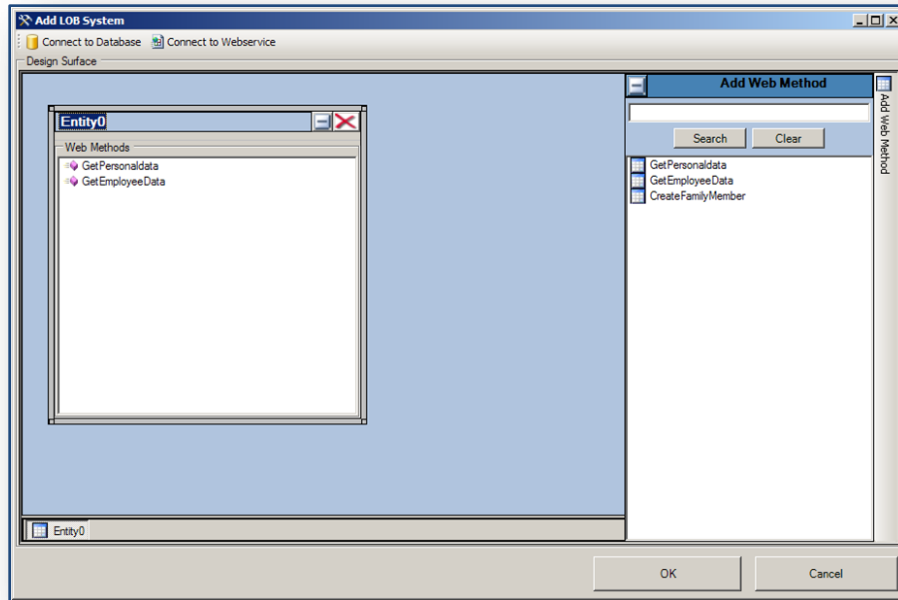 Add LOB System
Connect to Database Connect to Webservice
Design Surface
Entity0
Web Methods
GetPersonaldata
GetEmployeeData
Entity0
Add Web Method
Search Clear
GetPersonaldata
GetEmployeeData
CreateFamilyMember
Add Web Method
OK Cancel